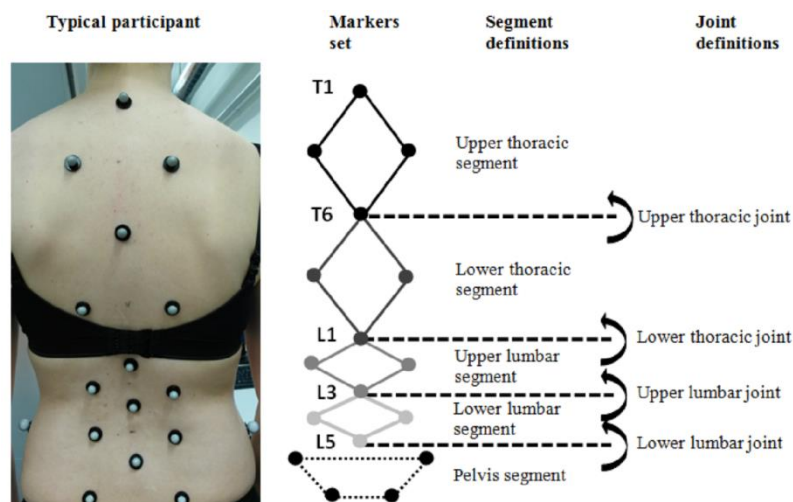 Typical participant
Markers
set
Segment
definitions
Joint
definitions
T1
Upper thoracic
segment
T6
Upper thoracic joint
Lower thoracic
segment
L1
Lower thoracic joint
Upper lumbar
segment
L3
Upper lumbar joint
Lower lumbar
segment
L5
Lower lumbar joint
Pelvis segment